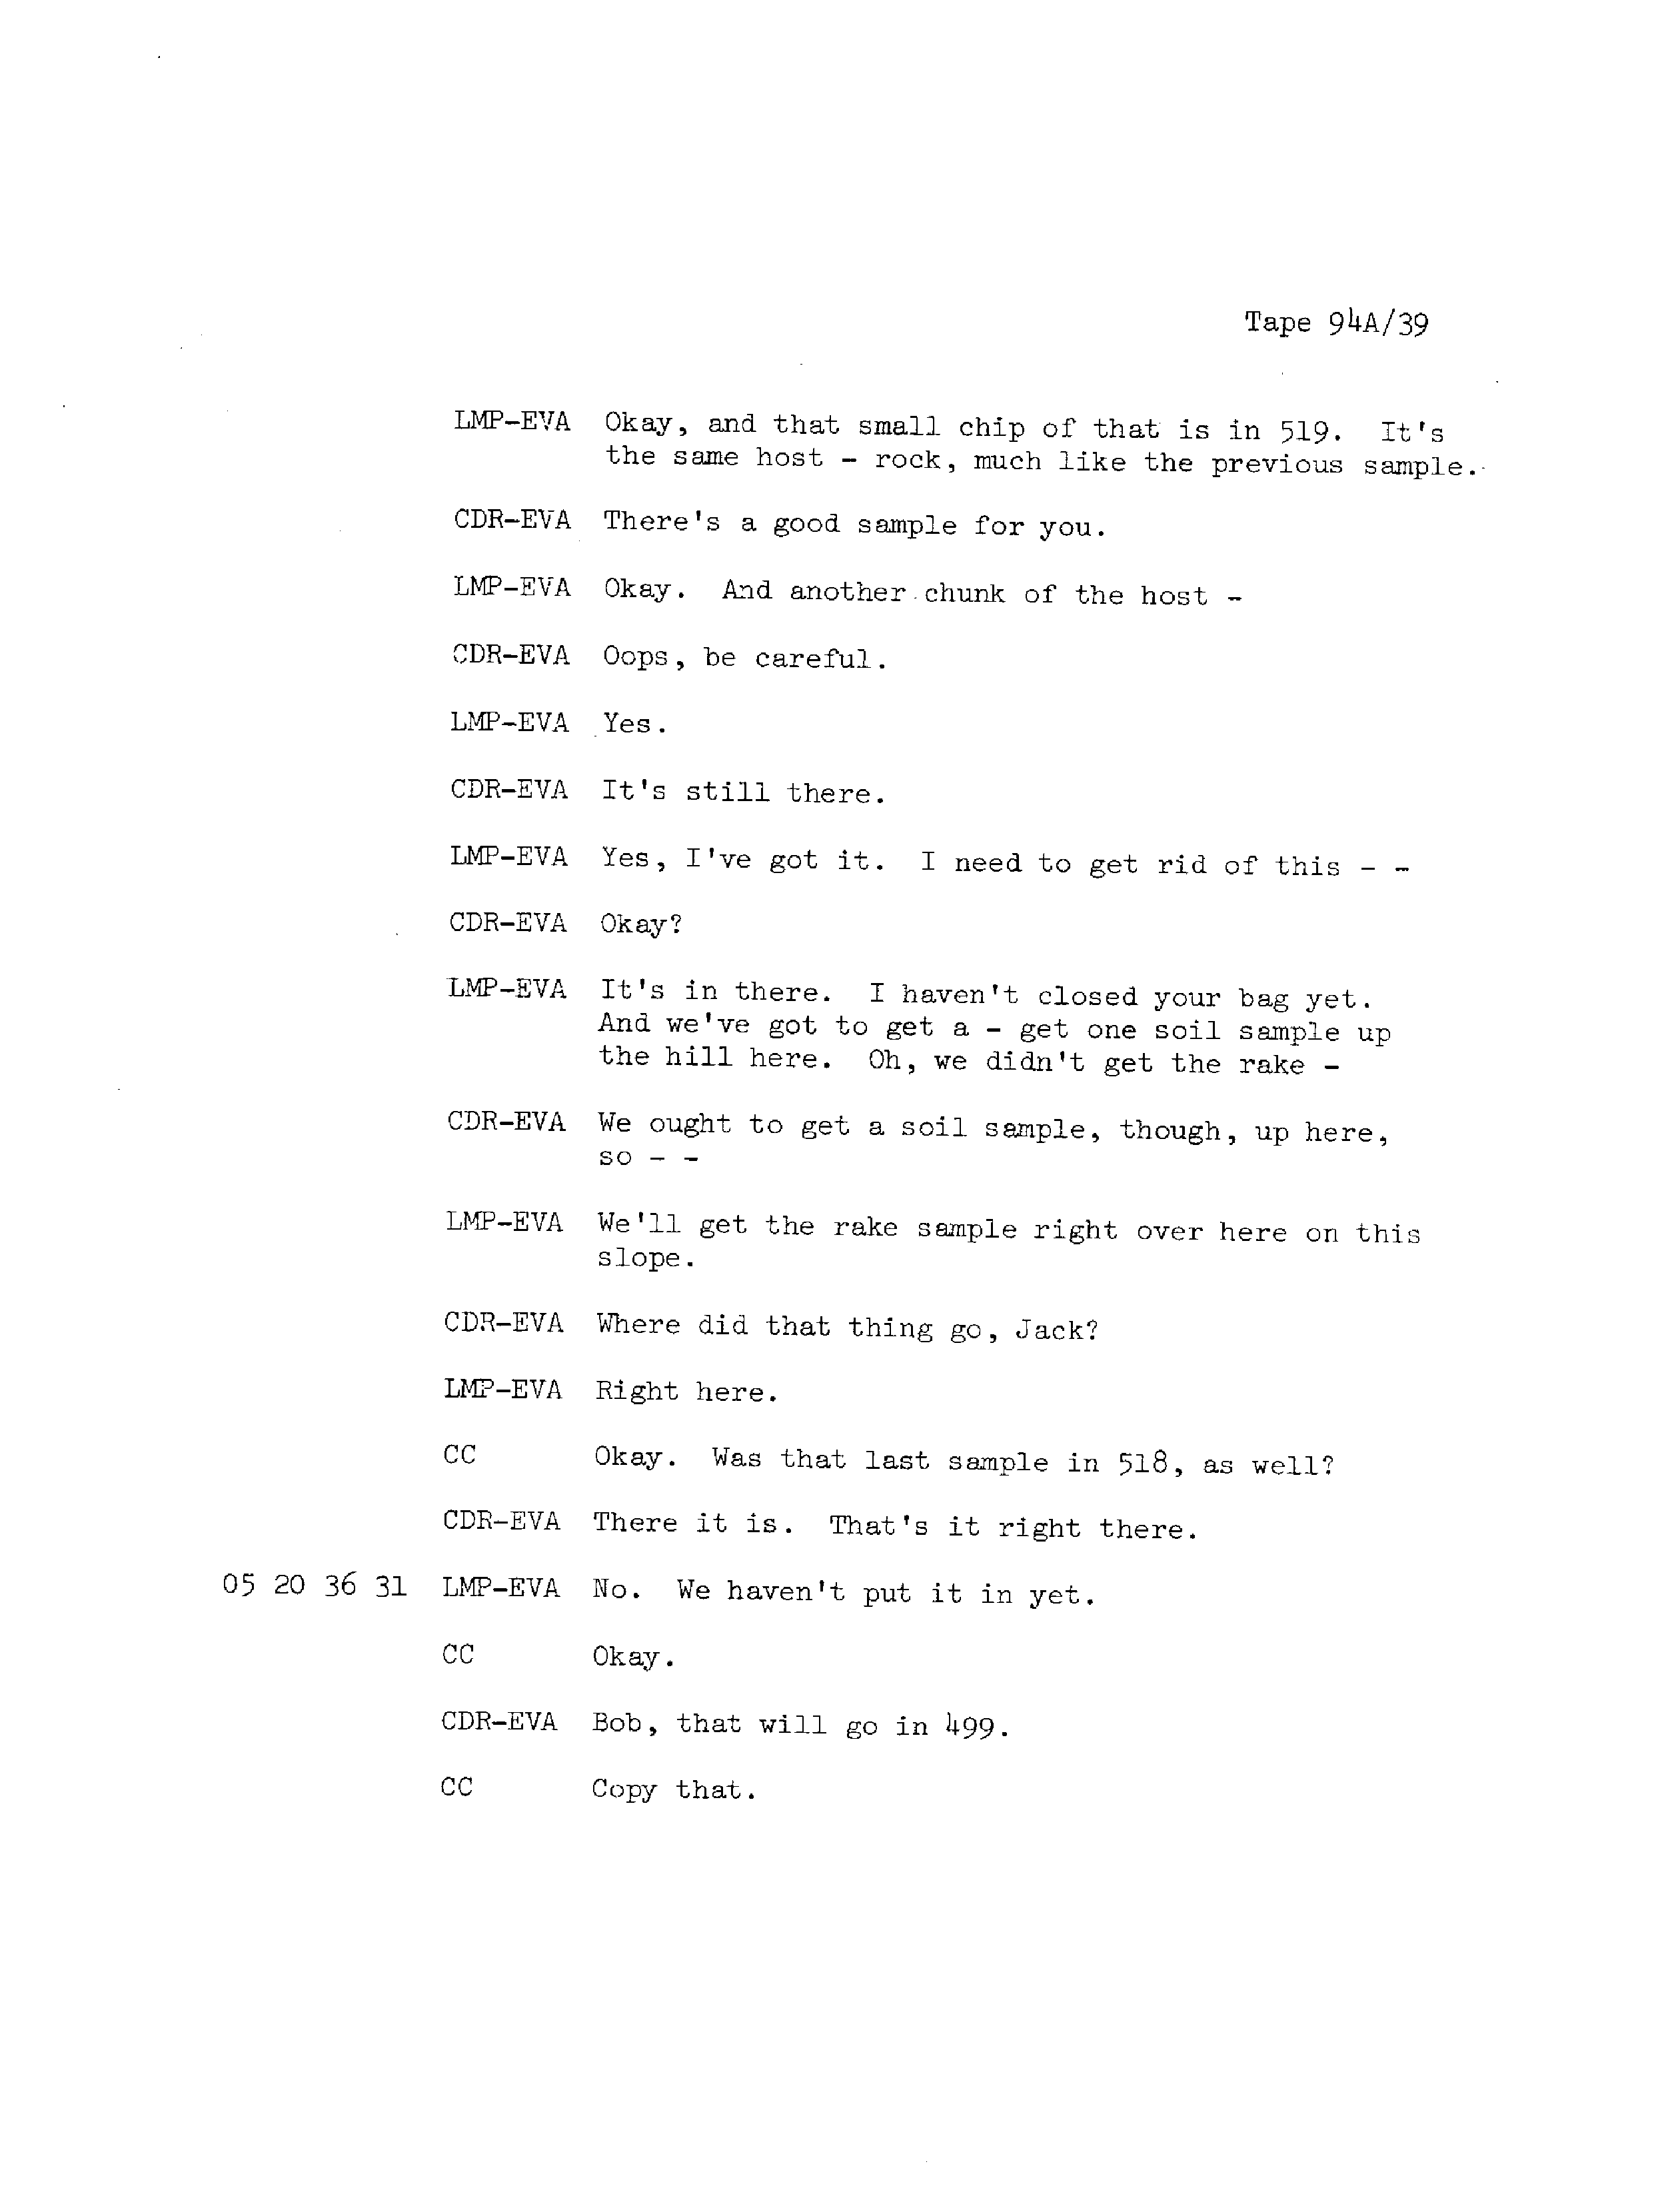 Tape 94A/39
LMP-EVA Okay, and that small chip of that is in 519. It's
the same host - rock, much like the previous sample.
CDR-EVA There's a good sample for you.
LMP-EVA Okay. And another chunk of the host -
CDR-EVA Oops, be careful.
LMP-EVA Yes.
CDR-EVA It's still there.
LMP-EVA Yes, I've got it. I need to get rid of this - -
CDR-EVA Okay?
LMP-EVA It's in there. I haven't closed your bag yet.
And we've got to get a - get one soil sample up
the hill here. Oh, we didn't get the rake -
CDR-EVA We ought to get a soil sample, though, up here,
so - -
LMP-EVA We'll get the rake sample right over here on this
slope.
CDR-EVA Where did that thing go, Jack?
LMP-EVA Right here.
CC Okay. Was that last sample in 518, as well?
CDR-EVA There it is. That's it right there.
05 20 36 31 LMP-EVA No. We haven't put it in yet.
CC Okay.
CDR-EVA Bob, that will go in 499.
CC Copy that.